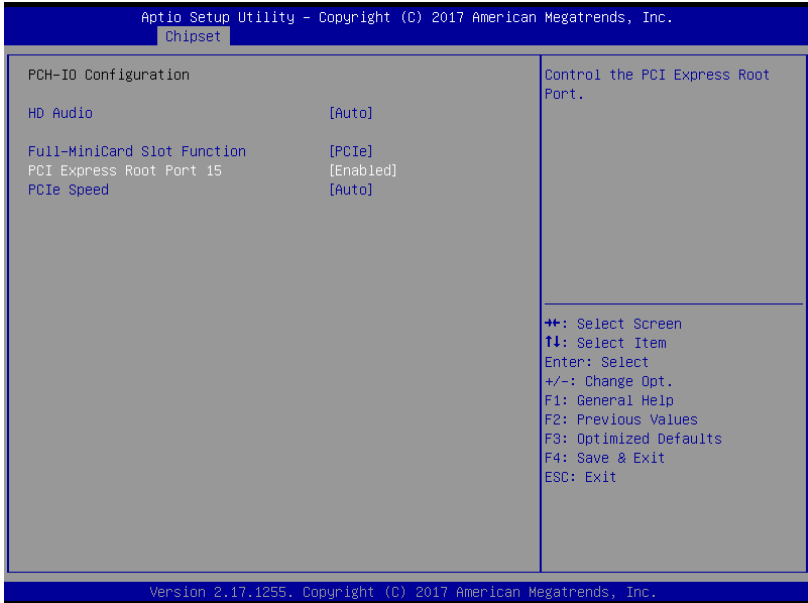 Aptio Setup Utility – Copyright (C) 2017 American Megatrends, Inc.
Chipset
PCH-IO Configuration
HD Audio [Auto]
Full-MiniCard Slot Function [PCIe]
PCI Express Root Port 15 [Enabled]
PCIe Speed [Auto]
Control the PCI Express Root
Port.
→←: Select Screen
↑↓: Select Item
Enter: Select
+/-: Change Opt.
F1: General Help
F2: Previous Values
F3: Optimized Defaults
F4: Save & Exit
ESC: Exit
Version 2.17.1255. Copyright (C) 2017 American Megatrends, Inc.